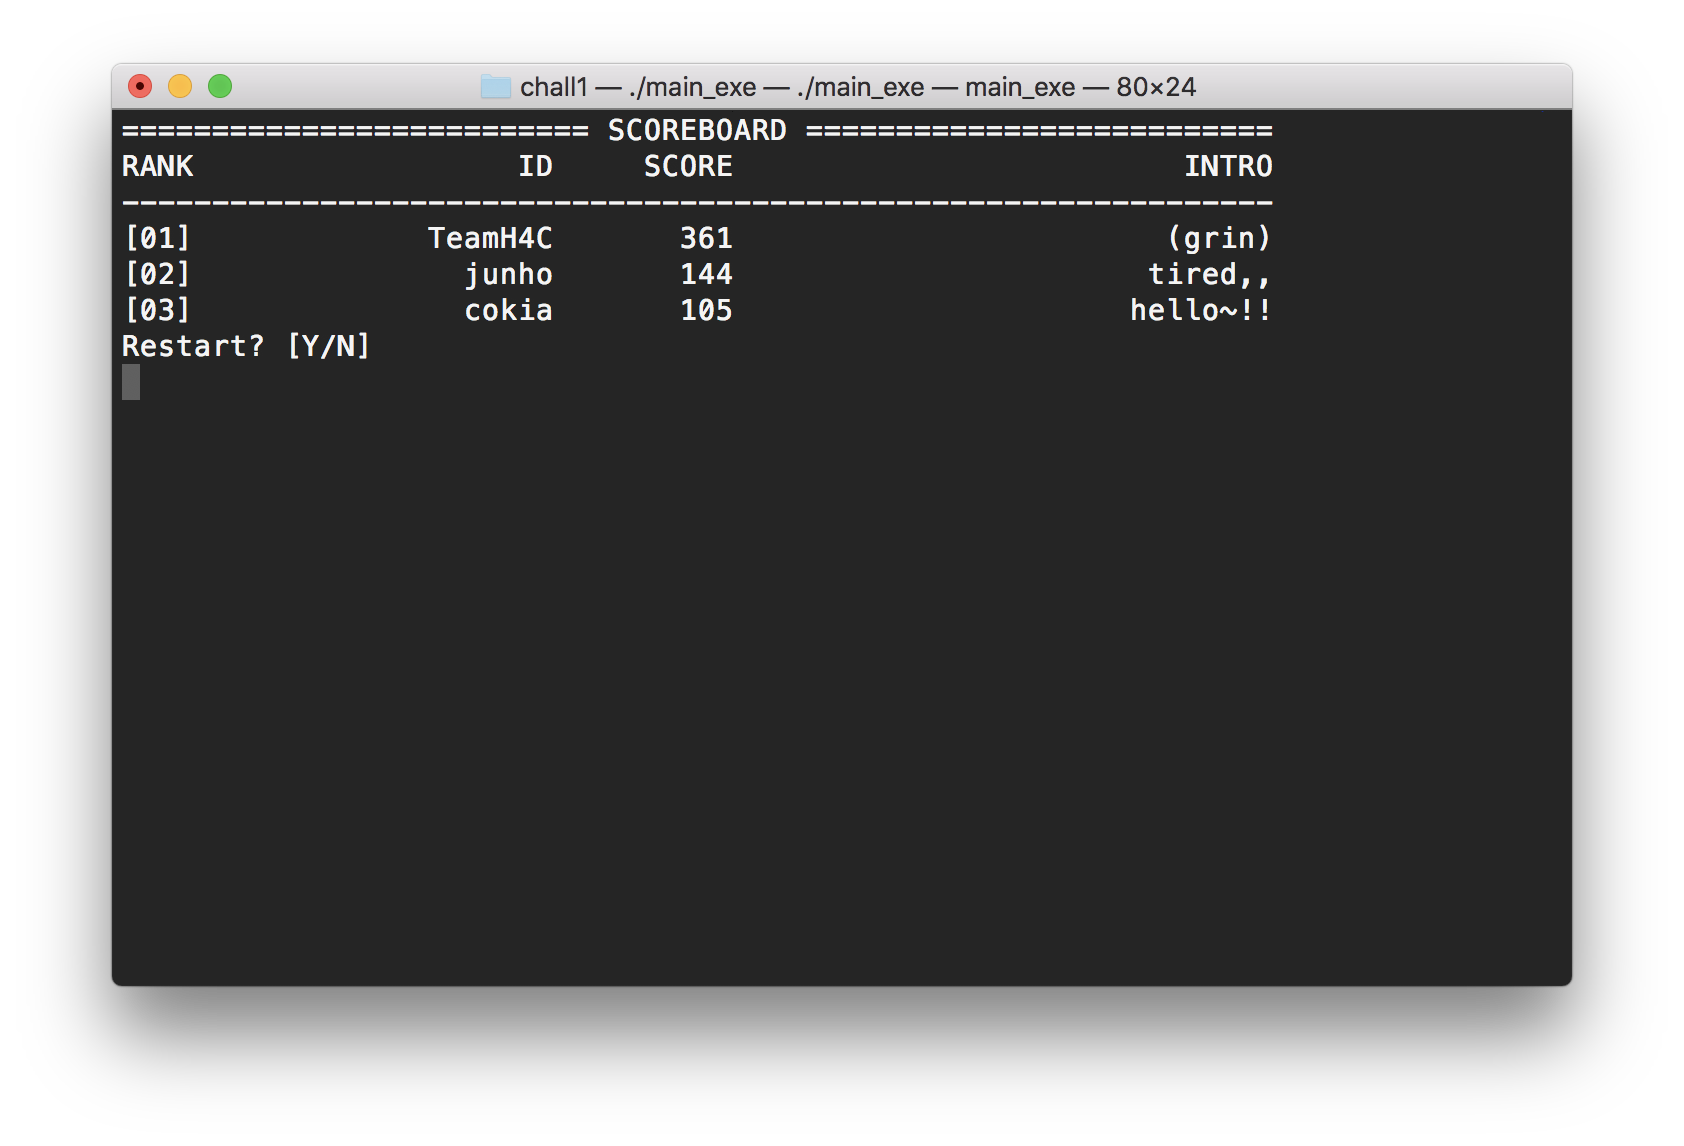 chall1 — ./main_exe — ./main_exe — main_exe — 80×24
========================== SCOREBOARD ==========================
RANK                  ID     SCORE                         INTRO
----------------------------------------------------------------
[01]             TeamH4C       361                        (grin)
[02]               junho       144                       tired,,
[03]               cokia       105                      hello~!!
Restart? [Y/N]